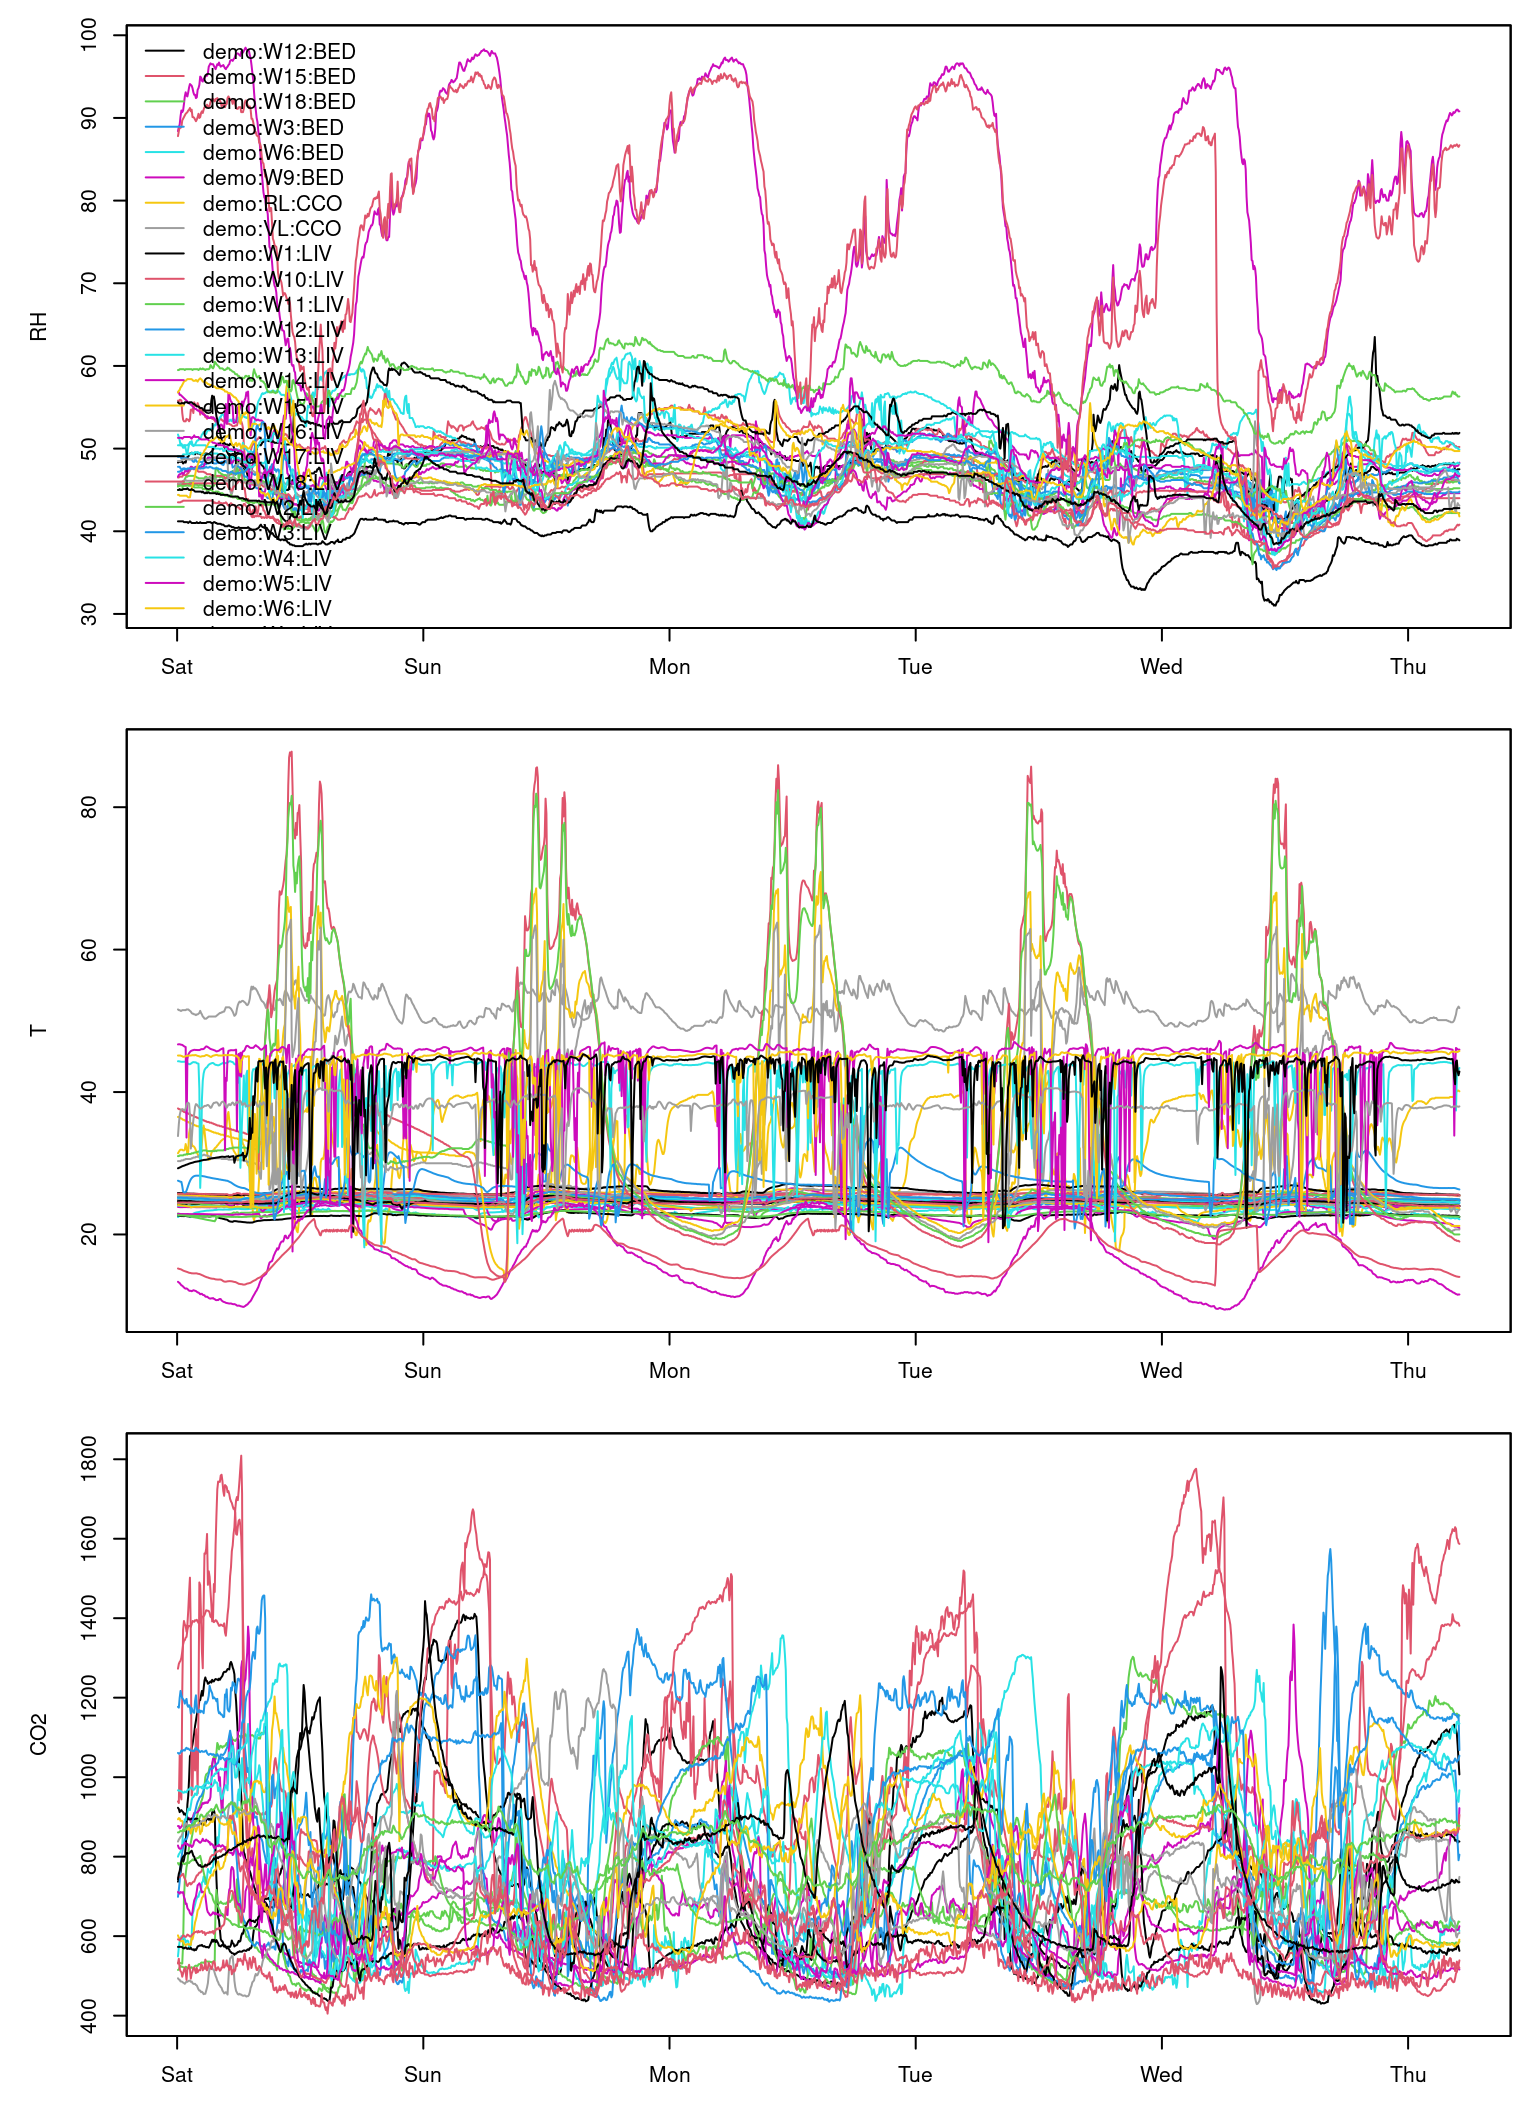 RH
100
90
80
70
60
50
40
30
demo:W12:BED
demo:W15:BED
demo:W18:BED
demo:W3:BED
demo:W6:BED
demo:W9:BED
demo:RL:CCO
demo:VL:CCO
demo:W1:LIV
demo:W10:LIV
demo:W11:LIV
demo:W12:LIV
demo:W13:LIV
demo:W14:LIV
demo:W15:LIV
demo:W16:LIV
demo:W17:LIV
demo:W18:LIV
demo:W2:LIV
demo:W3:LIV
demo:W4:LIV
demo:W5:LIV
demo:W6:LIV
Sat Sun Mon Tue Wed Thu
T
80
60
40
20
Sat Sun Mon Tue Wed Thu
CO2
1800
1600
1400
1200
1000
800
600
400
Sat Sun Mon Tue Wed Thu